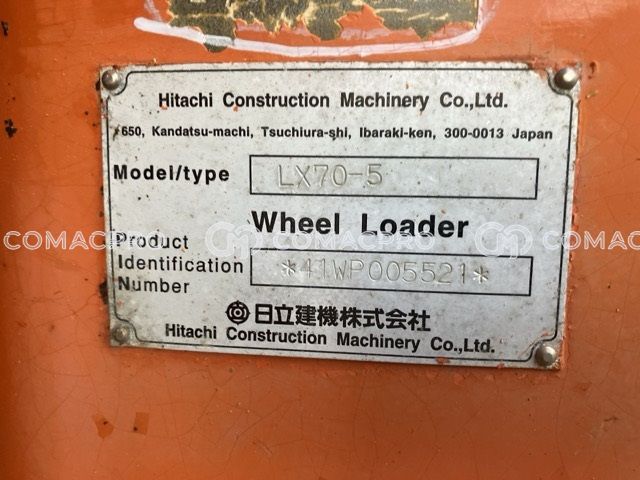 Hitachi Construction Machinery Co.,Ltd.
650, Kandatsu-machi, Tsuchiura-shi, Ibaraki-ken, 300-0013 Japan
Model/type LX70-5
Wheel Loader
Product
Identification
Number
*41WP005521*
日立建機株式会社
Hitachi Construction Machinery Co.,Ltd.
COMACPRO COMACPRO COMACPRO